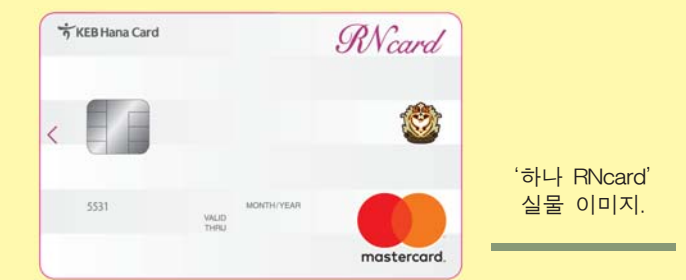 KEB Hana Card
RNcard
5531
MONTH/YEAR
VALID
THRU
mastercard.
‘하나 RNcard’
실물 이미지.